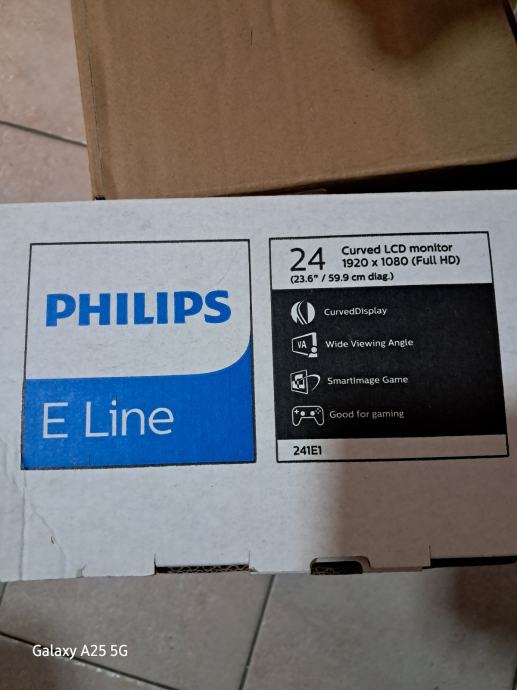 PHILIPS
E Line
24
Curved LCD monitor
1920 x 1080 (Full HD)
(23.6" / 59.9 cm diag.)
CurvedDisplay
VA
Wide Viewing Angle
SmartImage Game
Good for gaming
241E1
Galaxy A25 5G